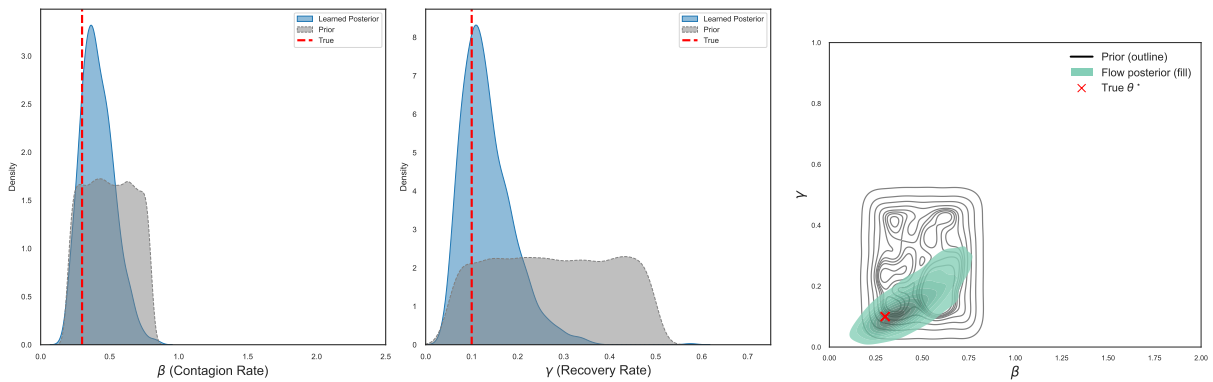 Learned Posterior
Prior
True
Density
3.0
2.5
2.0
1.5
1.0
0.5
0.0
0.0 0.5 1.0 1.5 2.0 2.5
β (Contagion Rate)
Learned Posterior
Prior
True
Density
8
7
6
5
4
3
2
1
0
0.0 0.1 0.2 0.3 0.4 0.5 0.6 0.7
γ (Recovery Rate)
Prior (outline)
Flow posterior (fill)
True θ*
γ
1.0
0.8
0.6
0.4
0.2
0.0
0.00 0.25 0.50 0.75 1.00 1.25 1.50 1.75 2.00
β